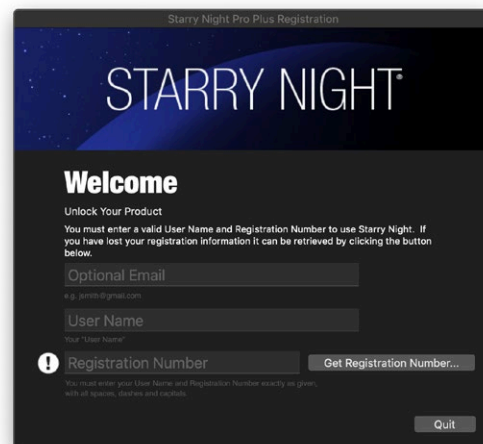 Starry Night Pro Plus Registration
STARRY NIGHT®
Welcome
Unlock Your Product
You must enter a valid User Name and Registration Number to use Starry Night. If
you have lost your registration information it can be retrieved by clicking the button
below.
Optional Email
e.g. jsmith@gmail.com
User Name
Your "User Name"
! Registration Number Get Registration Number...
You must enter your User Name and Registration Number exactly as given;
with all spaces, dashes and capitals
Quit